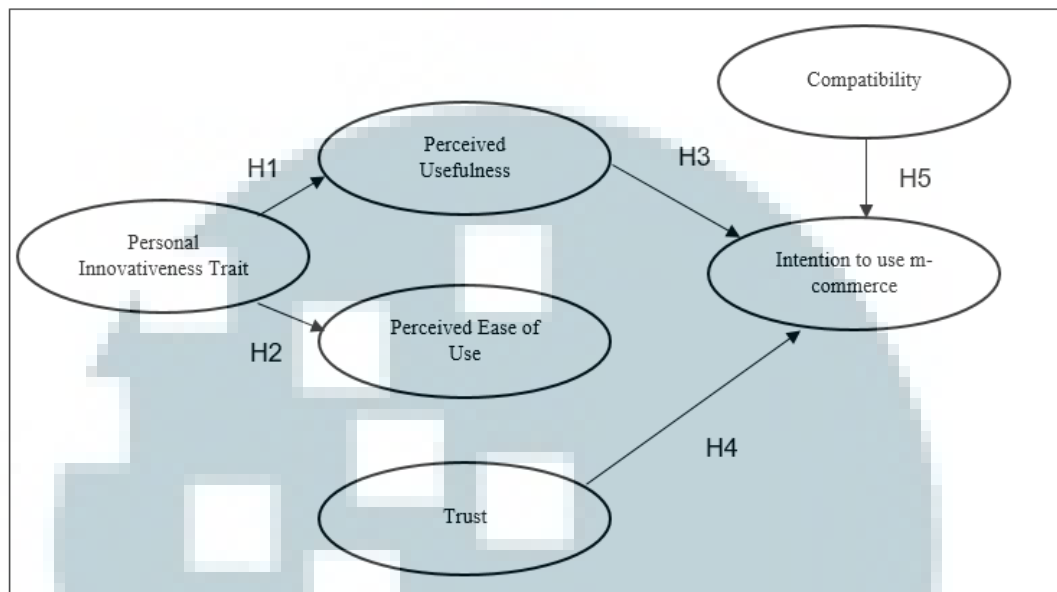 Compatibility
Perceived
Usefulness
H1
H3
H5
Personal
Innovativeness Trait
Intention to use m-
commerce
Perceived Ease of
Use
H2
H4
Trust